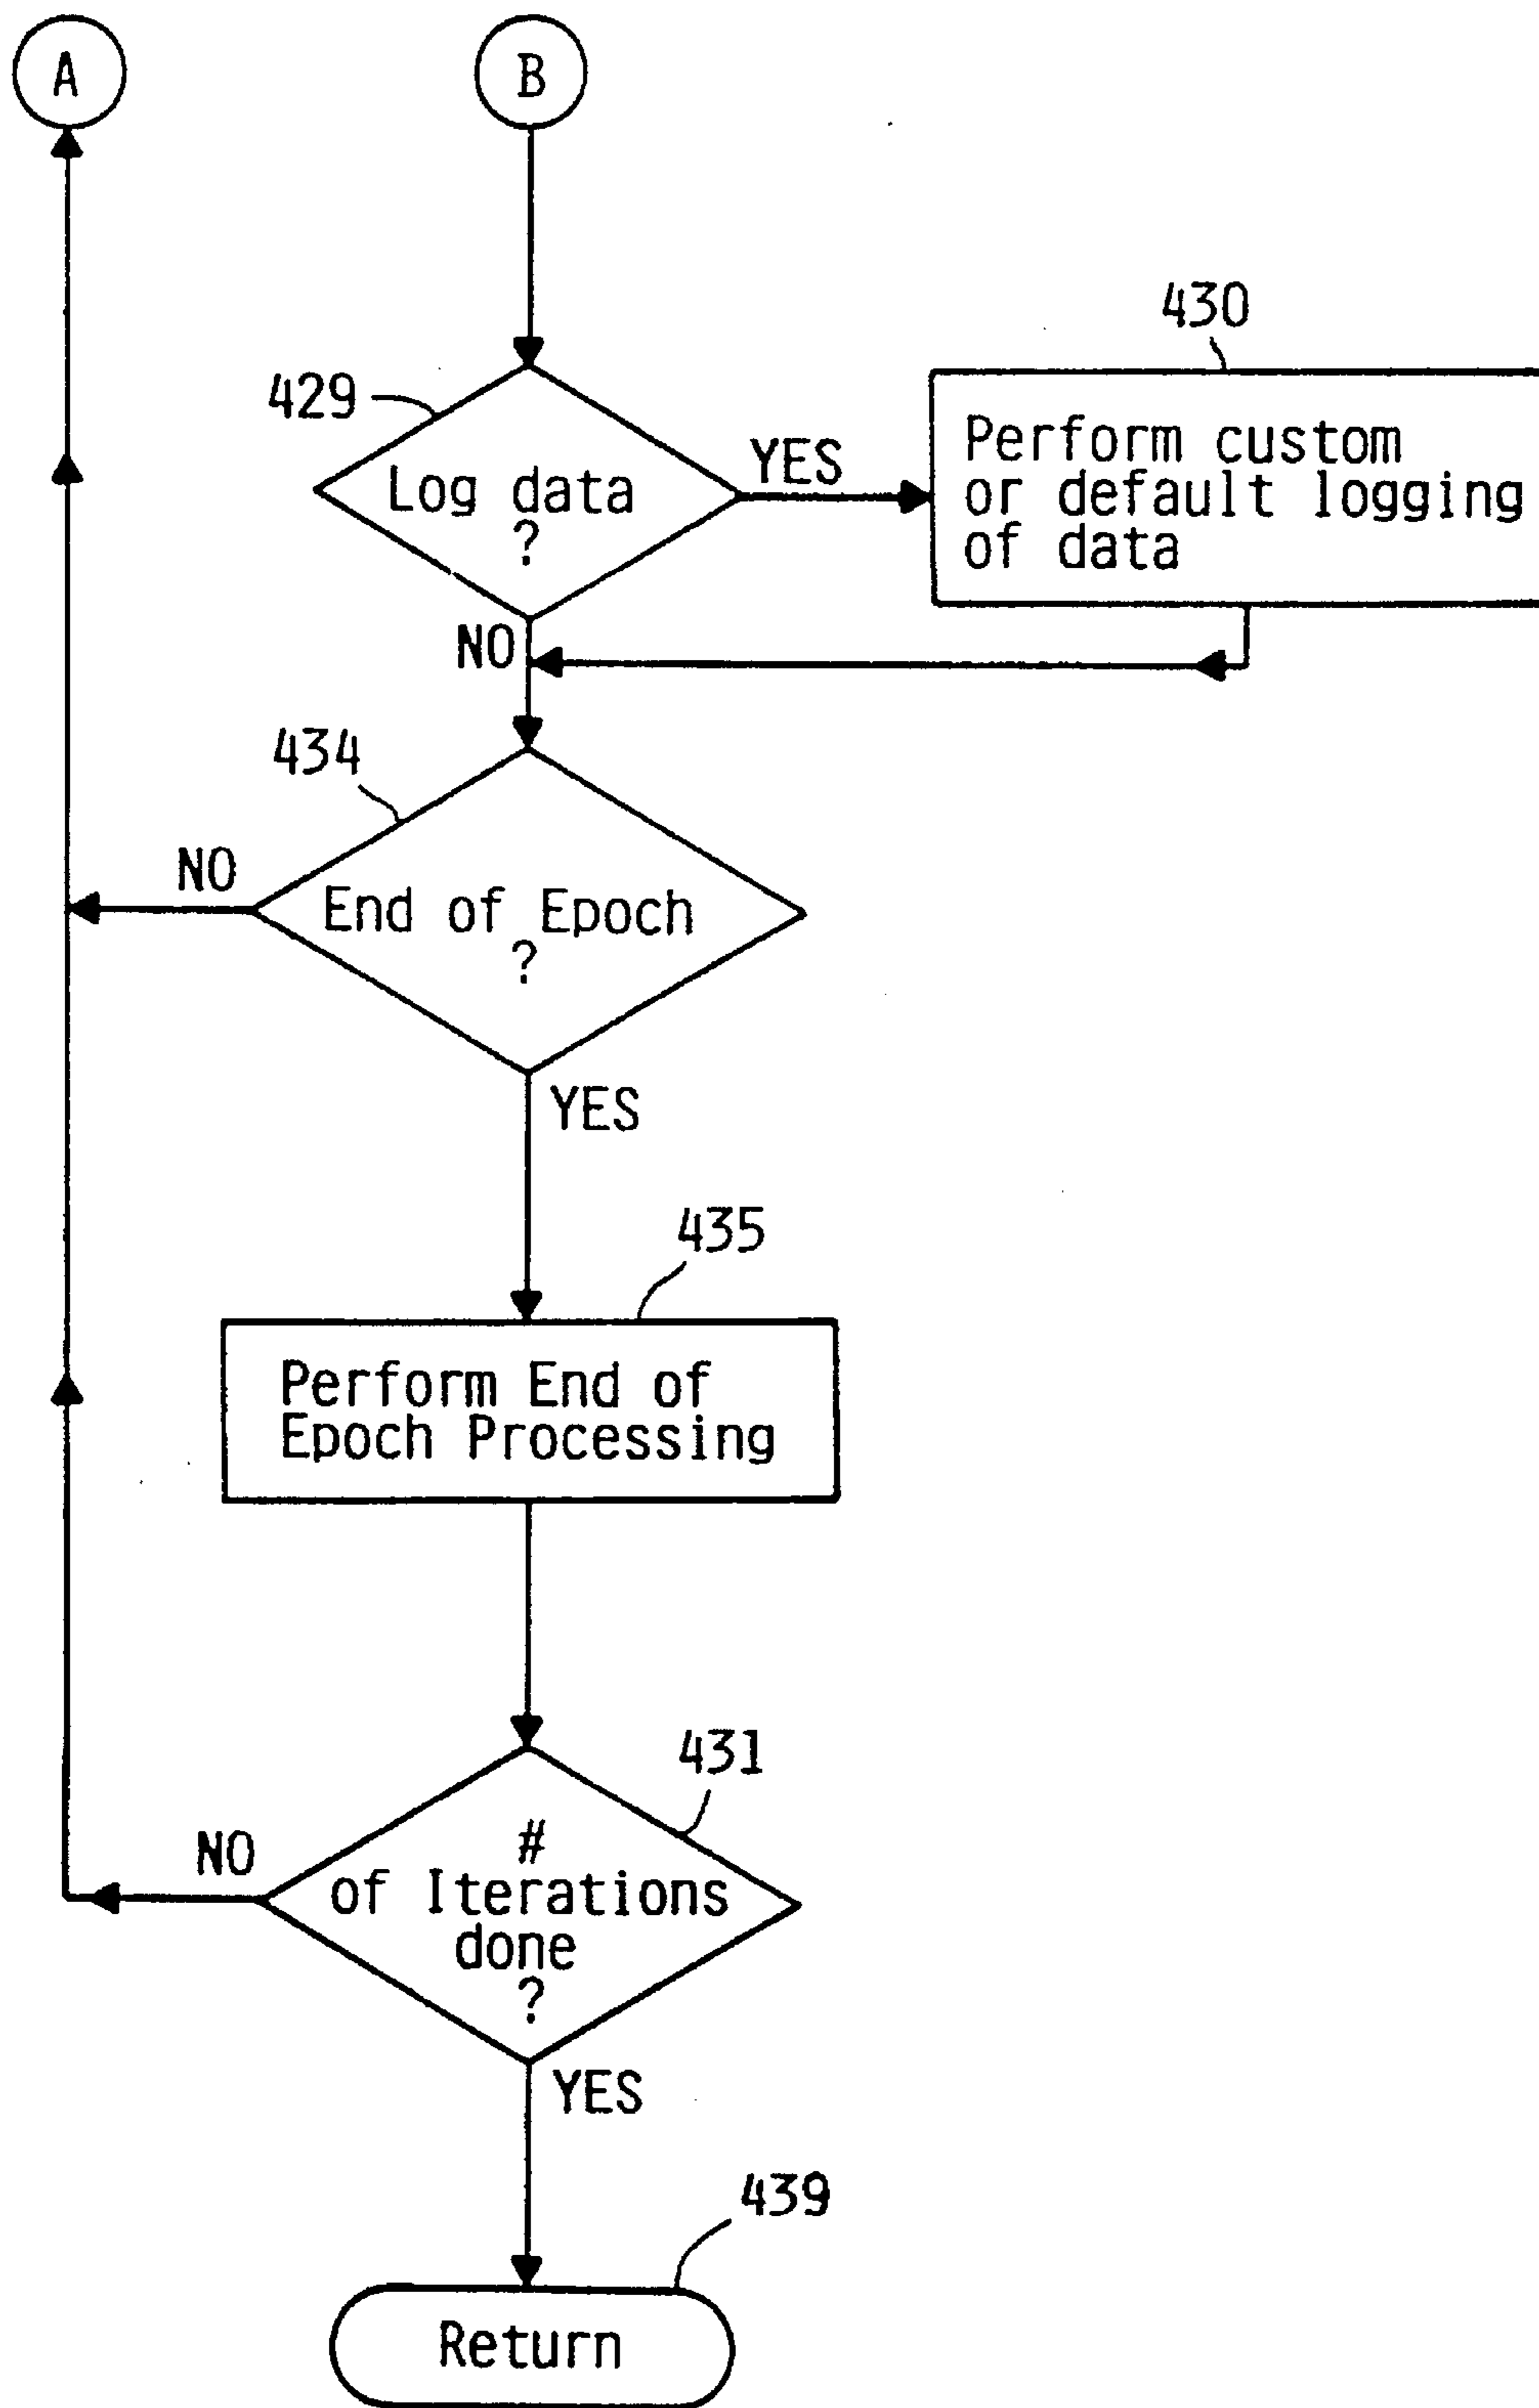 A
B
430
429
Log data
?
YES
Perform custom
or default logging
of data
NO
434
NO
End of Epoch
?
YES
435
Perform End of
Epoch Processing
431
NO
#
of Iterations
done
?
YES
439
Return